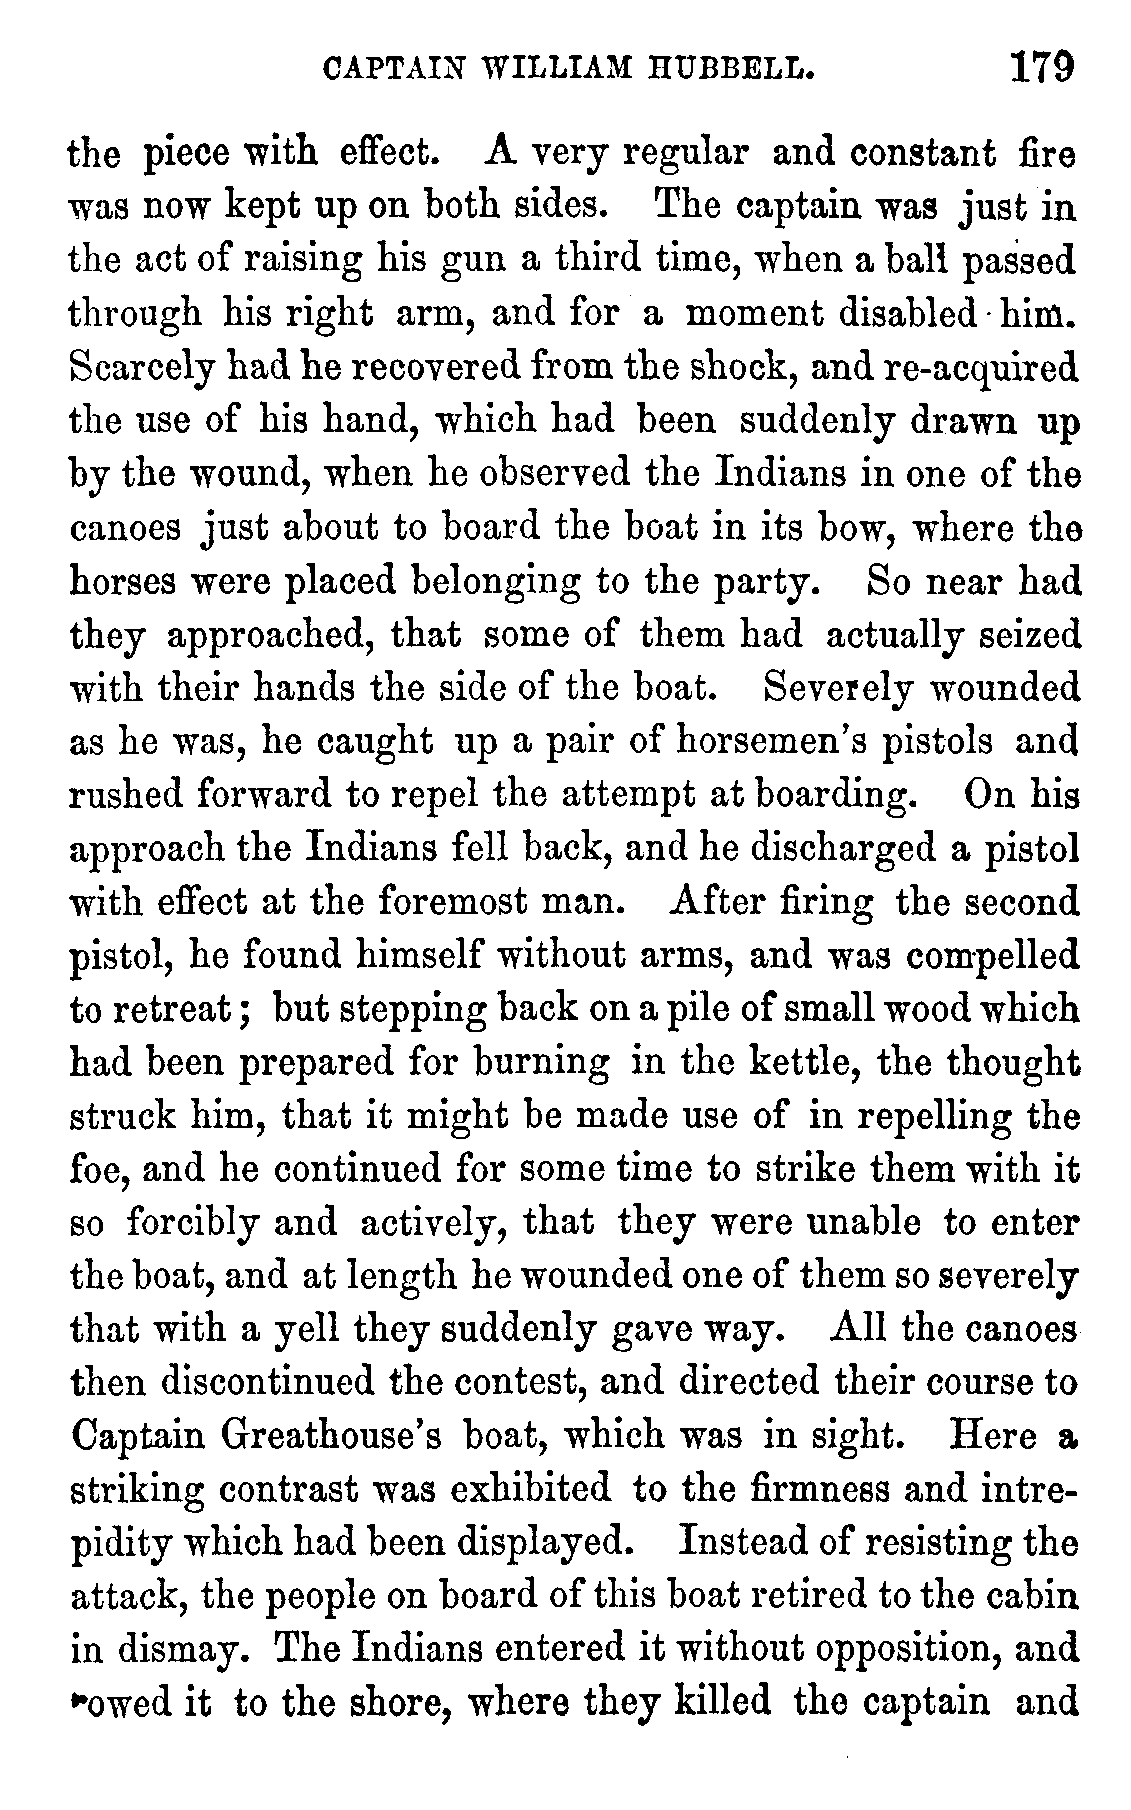 CAPTAIN WILLIAM HUBBELL. 179
the piece with effect. A very regular and constant fire
was now kept up on both sides. The captain was just in
the act of raising his gun a third time, when a ball passed
through his right arm, and for a moment disabled him.
Scarcely had he recovered from the shock, and re-acquired
the use of his hand, which had been suddenly drawn up
by the wound, when he observed the Indians in one of the
canoes just about to board the boat in its bow, where the
horses were placed belonging to the party. So near had
they approached, that some of them had actually seized
with their hands the side of the boat. Severely wounded
as he was, he caught up a pair of horsemen's pistols and
rushed forward to repel the attempt at boarding. On his
approach the Indians fell back, and he discharged a pistol
with effect at the foremost man. After firing the second
pistol, he found himself without arms, and was compelled
to retreat; but stepping back on a pile of small wood which
had been prepared for burning in the kettle, the thought
struck him, that it might be made use of in repelling the
foe, and he continued for some time to strike them with it
so forcibly and actively, that they were unable to enter
the boat, and at length he wounded one of them so severely
that with a yell they suddenly gave way. All the canoes
then discontinued the contest, and directed their course to
Captain Greathouse's boat, which was in sight. Here a
striking contrast was exhibited to the firmness and intre-
pidity which had been displayed. Instead of resisting the
attack, the people on board of this boat retired to the cabin
in dismay. The Indians entered it without opposition, and
rowed it to the shore, where they killed the captain and